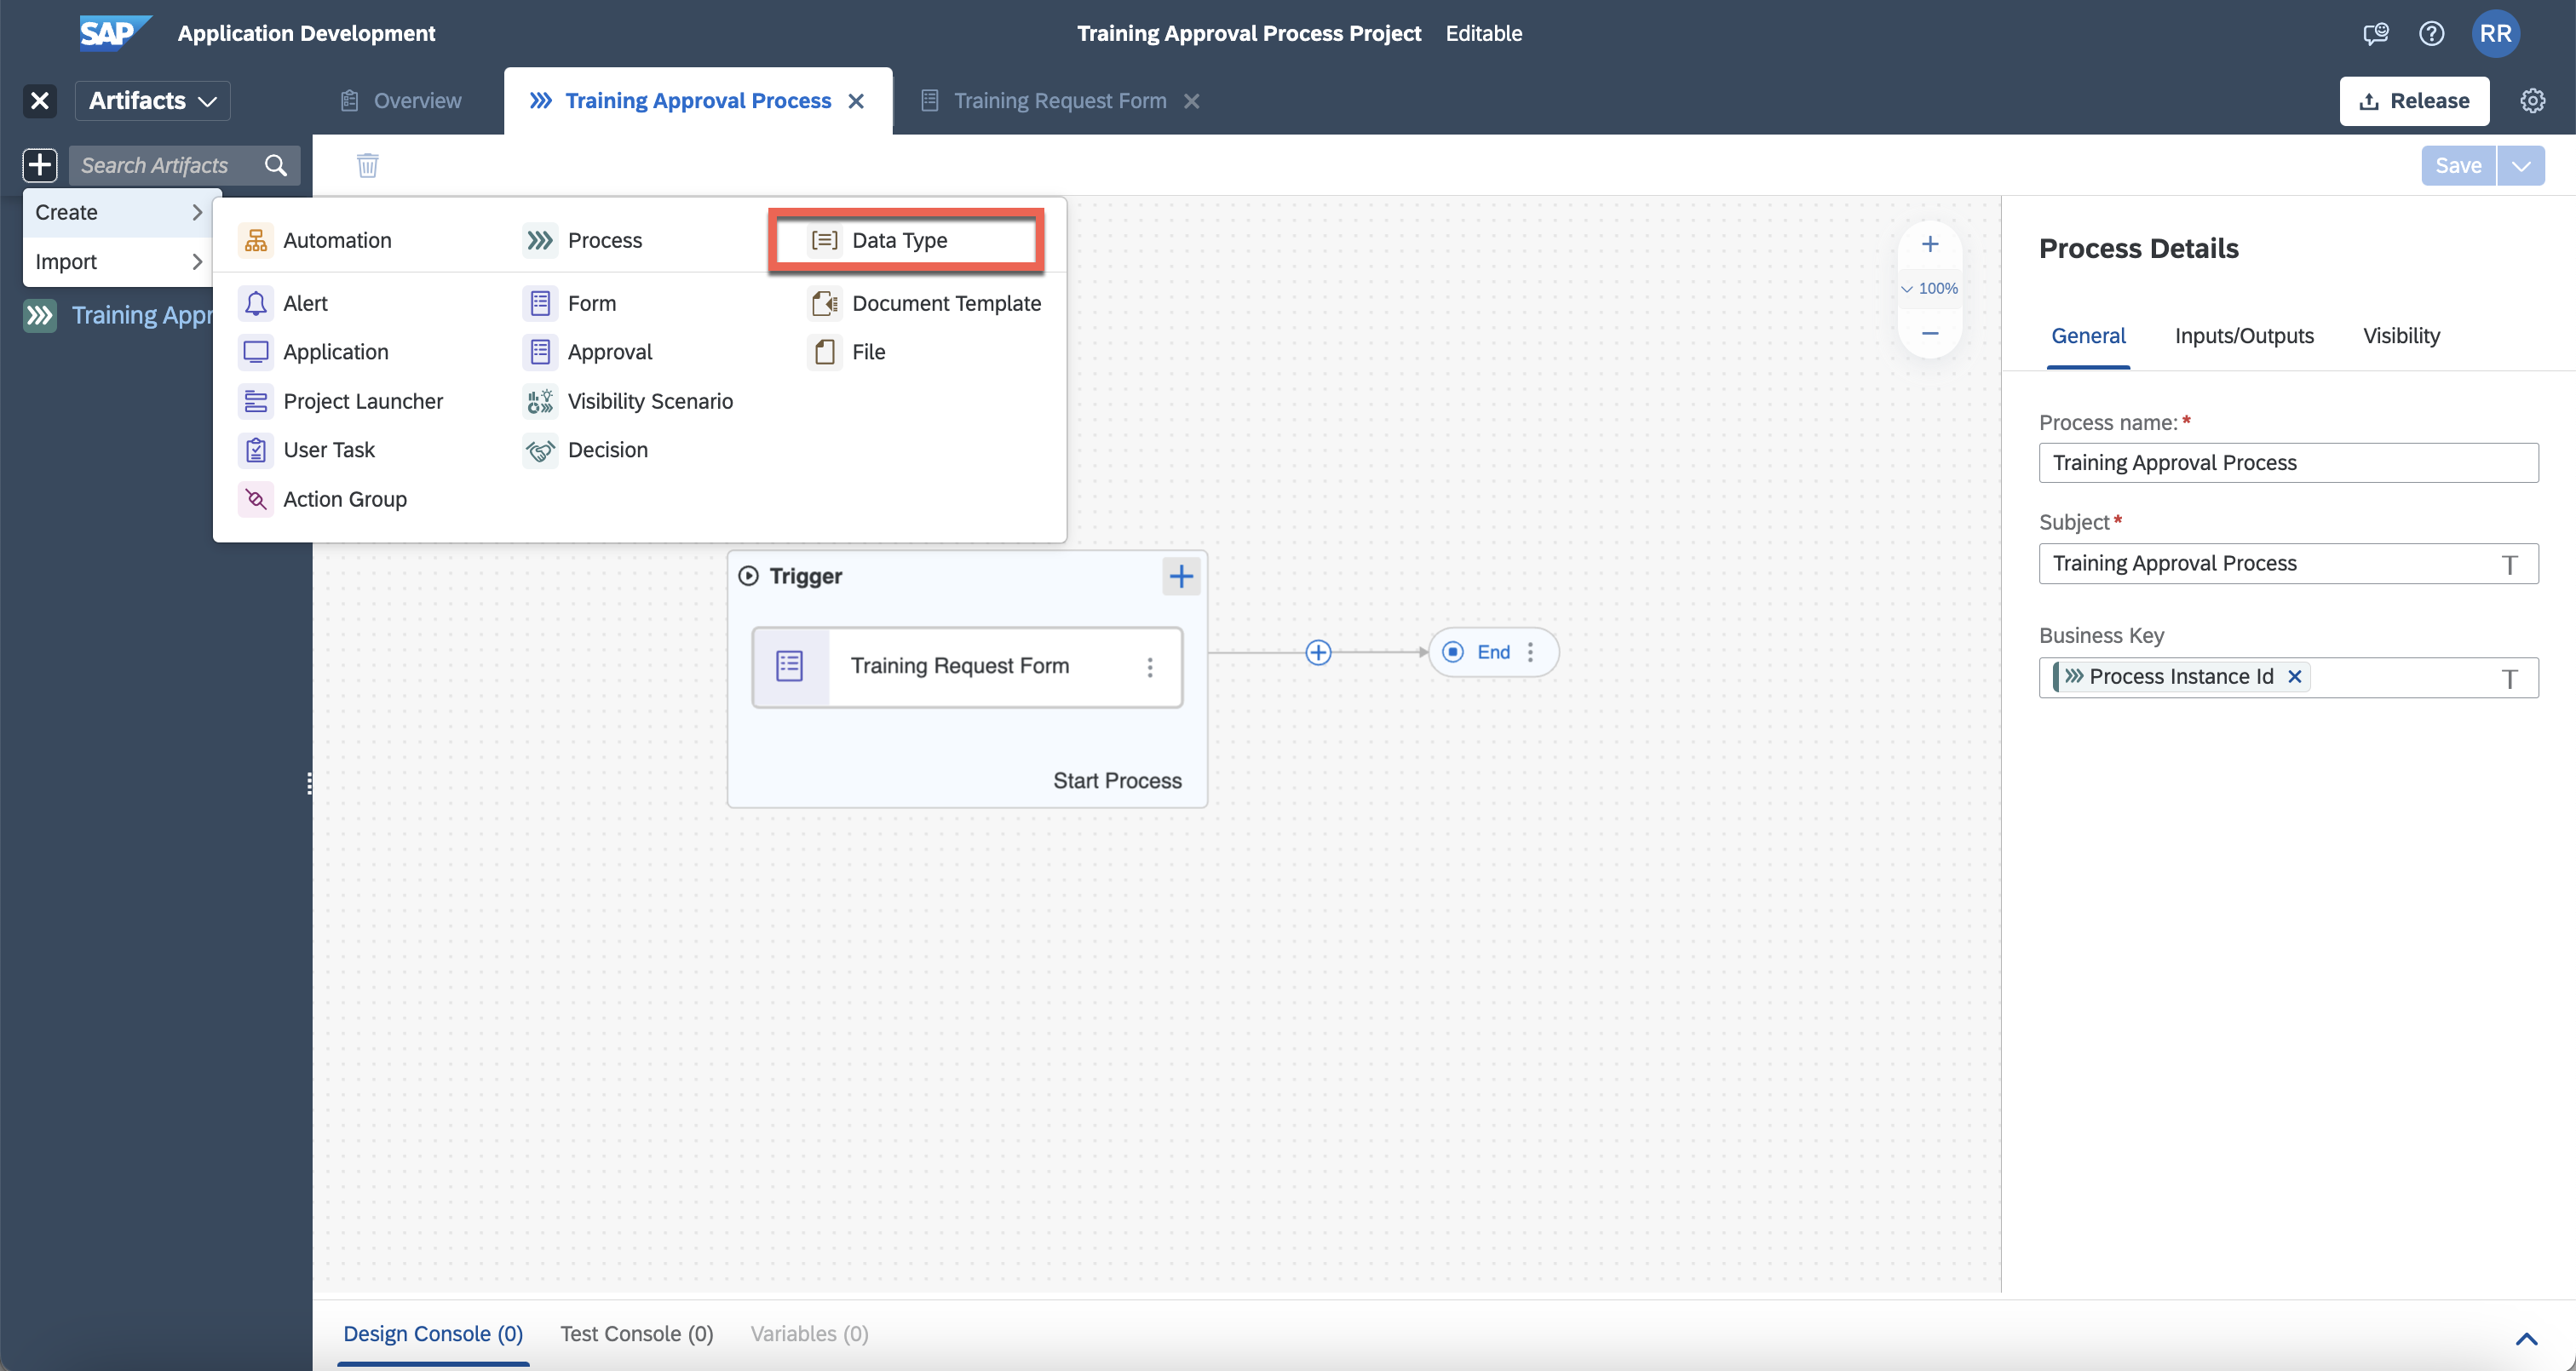 SAP Application Development Training Approval Process Project Editable RR
Artifacts Overview Training Approval Process Training Request Form Release
Search Artifacts Save
Create
Import
Training Appr
Automation Process Data Type
Alert Form Document Template
Application Approval File
Project Launcher Visibility Scenario
User Task Decision
Action Group
100%
Trigger
Training Request Form
Start Process
End
Process Details
General Inputs/Outputs Visibility
Process name:*
Training Approval Process
Subject*
Training Approval Process T
Business Key
Process Instance Id T
Design Console (0) Test Console (0) Variables (0)